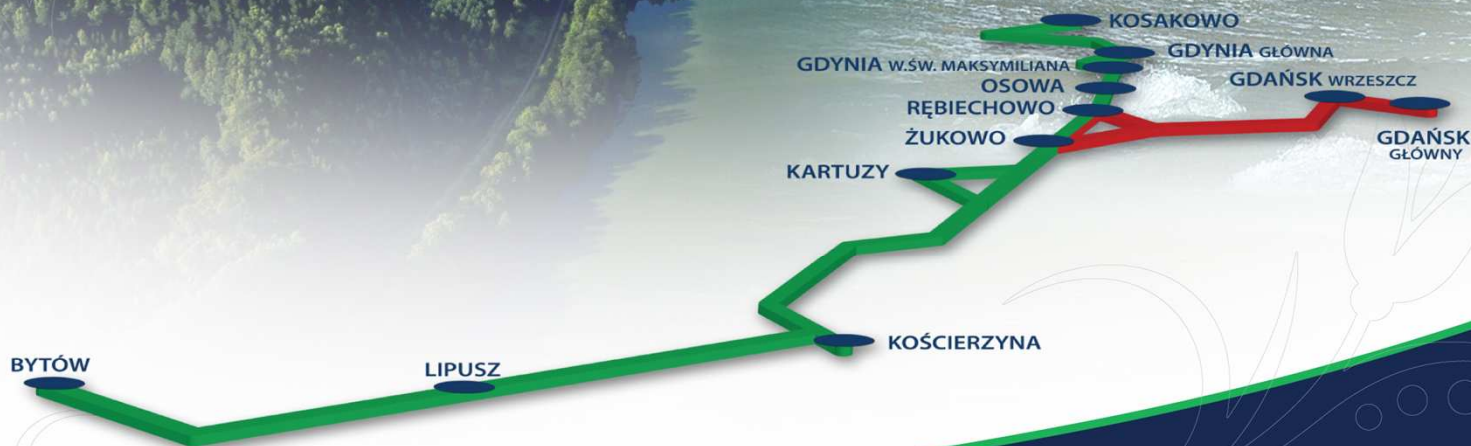 KOSAKOWO
GDYNIA GŁÓWNA
GDYNIA W.ŚW. MAKSYMILIANA
OSOWA
GDAŃSK WRZESZCZ
RĘBIECHOWO
ŻUKOWO
GDAŃSK
GŁÓWNY
KARTUZY
KOŚCIERZYNA
BYTÓW
LIPUSZ